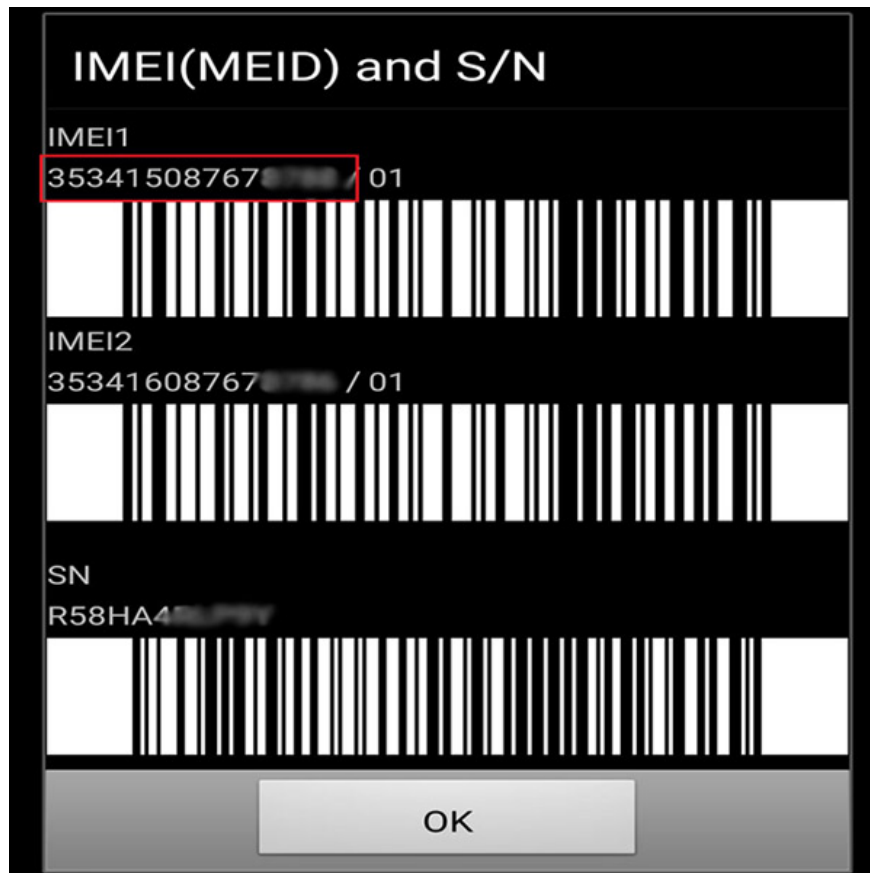 IMEI(MEID) and S/N
IMEI1
35341508767 / 01
IMEI2
35341608767 / 01
SN
R58HA4
OK